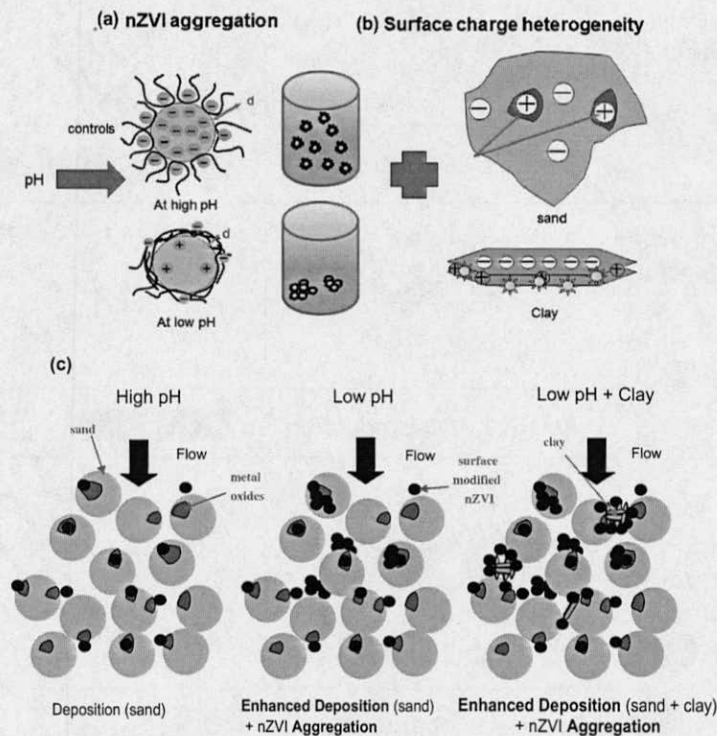 (a) nZVI aggregation
(b) Surface charge heterogeneity
controls
d
pH
At high pH
d
At low pH
sand
Clay
(c)
High pH
Low pH
Low pH + Clay
sand
Flow
metal
oxides
Flow
surface
modified
nZVI
clay
Flow
Deposition (sand)
Enhanced Deposition (sand)
+ nZVI Aggregation
Enhanced Deposition (sand + clay)
+ nZVI Aggregation